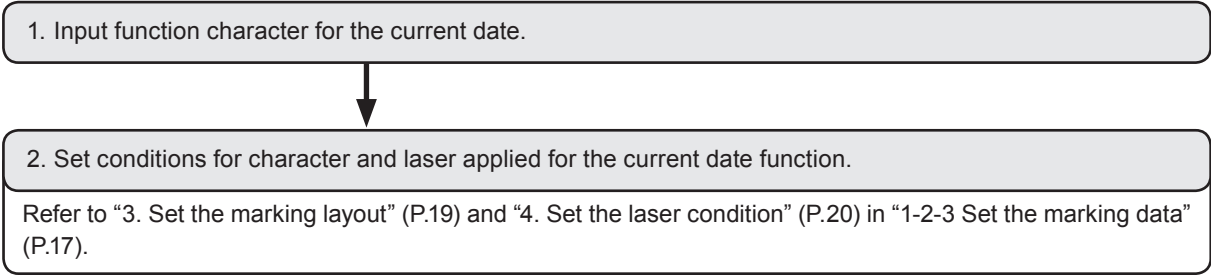 1. Input function character for the current date.
2. Set conditions for character and laser applied for the current date function.
Refer to “3. Set the marking layout” (P.19) and “4. Set the laser condition” (P.20) in “1-2-3 Set the marking data”
(P.17).